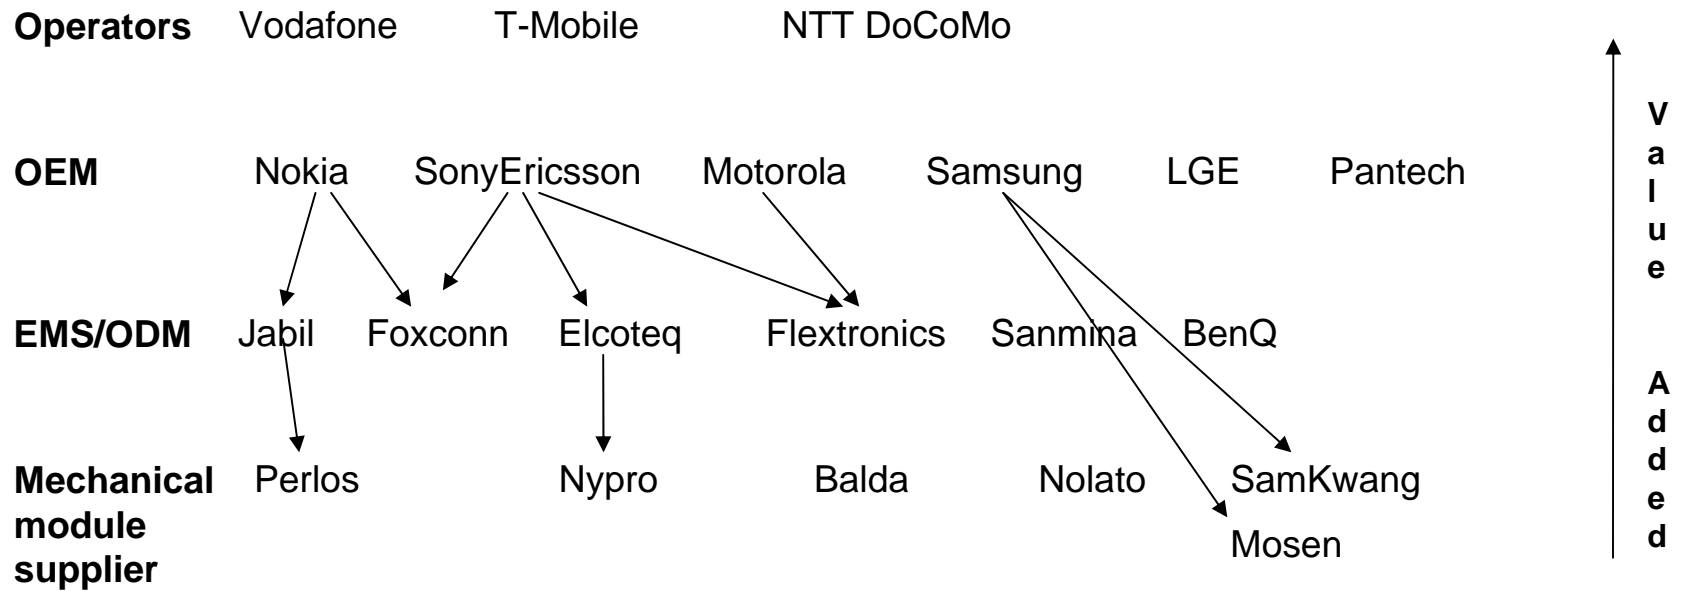 Operators Vodafone T-Mobile NTT DoCoMo
OEM Nokia SonyEricsson Motorola Samsung LGE Pantech
EMS/ODM Jabil Foxconn Elcoteq Flextronics Sanmina BenQ
Mechanical Perlos Nypro Balda Nolato SamKwang
module
Mosen
supplier
Value
Added